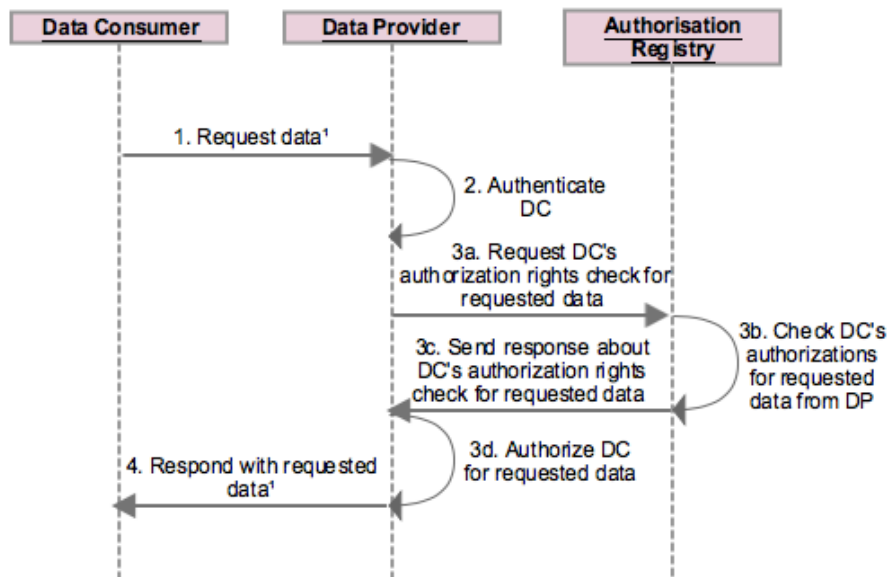 Data Consumer
Data Provider
Authorisation
Registry
1. Request data¹
2. Authenticate
DC
3a. Request DC's
authorization rights check for
requested data
3b. Check DC's
authorizations
for requested
data from DP
3c. Send response about
DC's authorization rights
check for requested data
3d. Authorize DC
for requested data
4. Respond with requested
data¹